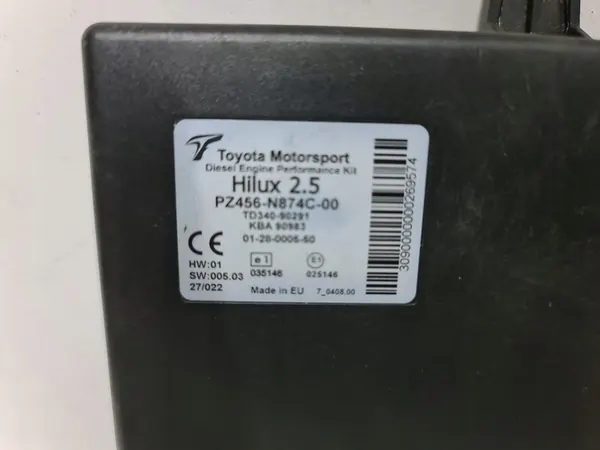 Toyota Motorsport
Diesel Engine Performance Kit
Hilux 2.5
PZ456-N874C-00
TD340-90291
KBA 90983
01-28-0006-50
CE
HW:01
SW:005.03
27/022
e1
035146
E1
025146
Made in EU
7_0408.00
30900000000269574